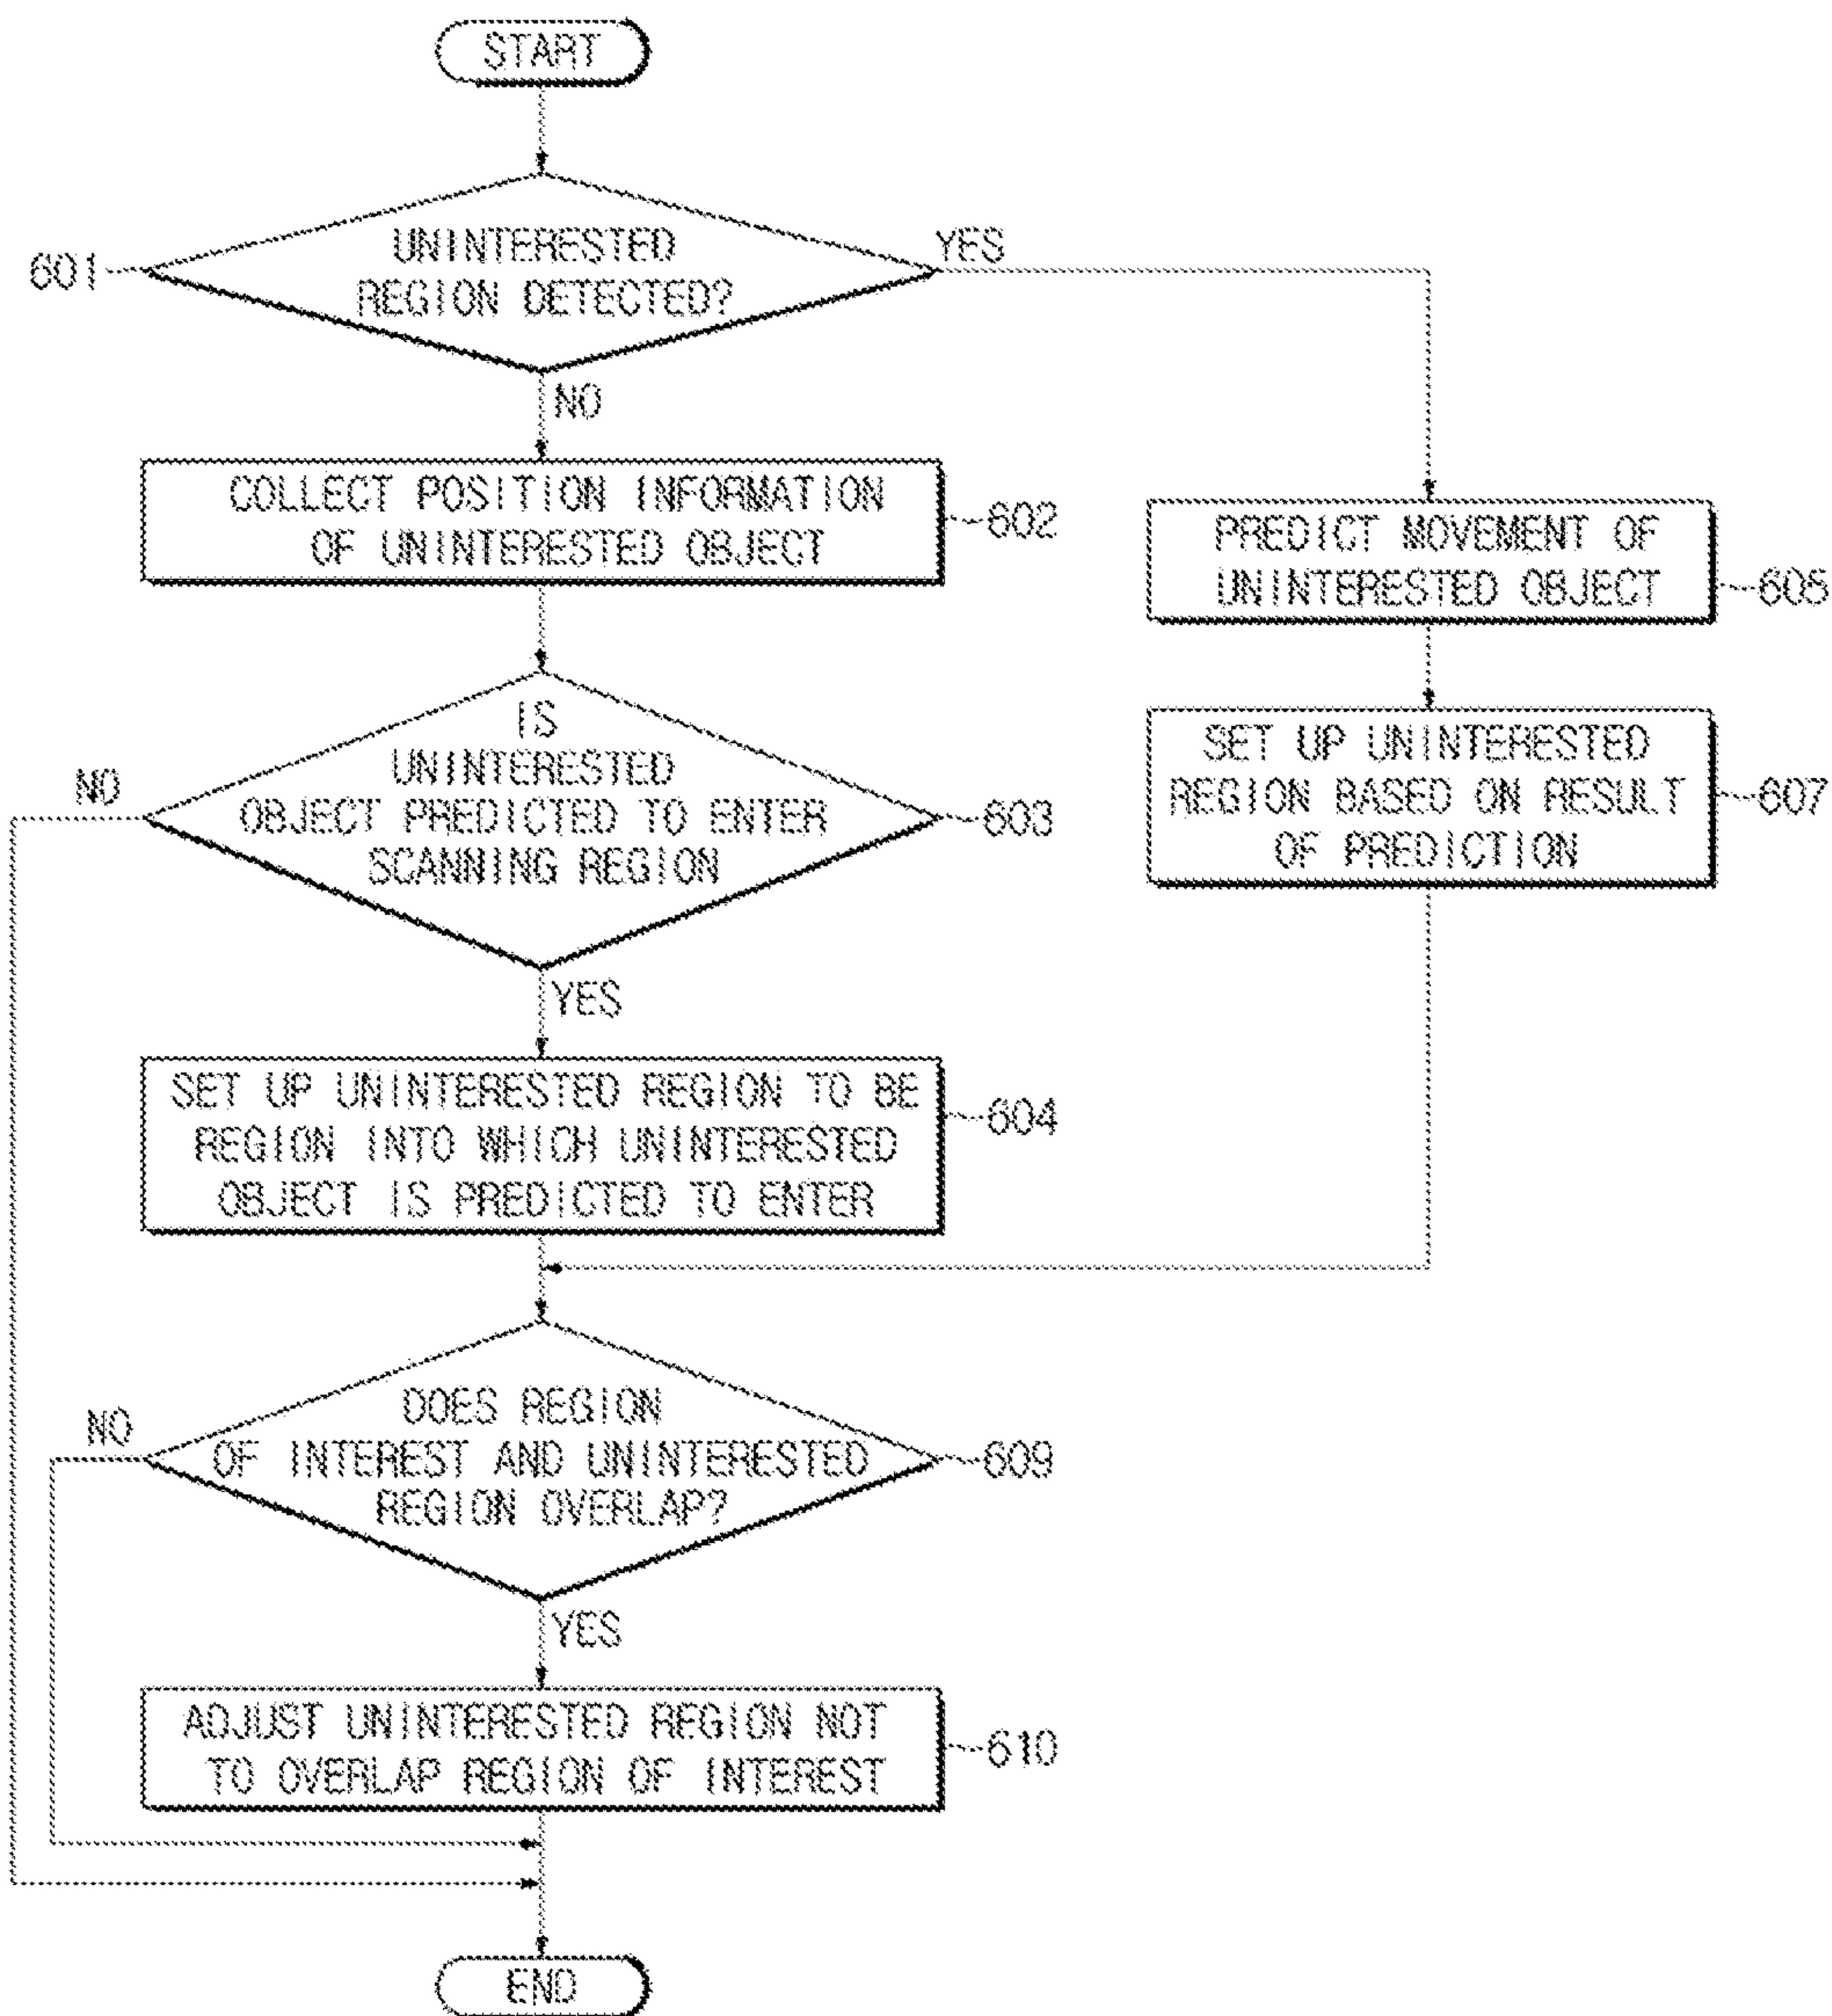 START
UNINTERESTED
REGION DETECTED?
601
YES
NO
COLLECT POSITION INFORMATION
OF UNINTERESTED OBJECT
602
PREDICT MOVEMENT OF
UNINTERESTED OBJECT
IS
UNINTERESTED
OBJECT PREDICTED TO ENTER
SCANNING REGION
NO
603
SET UP UNINTERESTED
REGION BASED ON RESULT
OF PREDICTION
607
YES
SET UP UNINTERESTED REGION TO BE
REGION INTO WHICH UNINTERESTED
OBJECT IS PREDICTED TO ENTER
604
DOES REGION
OF INTEREST AND UNINTERESTED
REGION OVERLAP?
NO
609
YES
ADJUST UNINTERESTED REGION NOT
TO OVERLAP REGION OF INTEREST
610
END